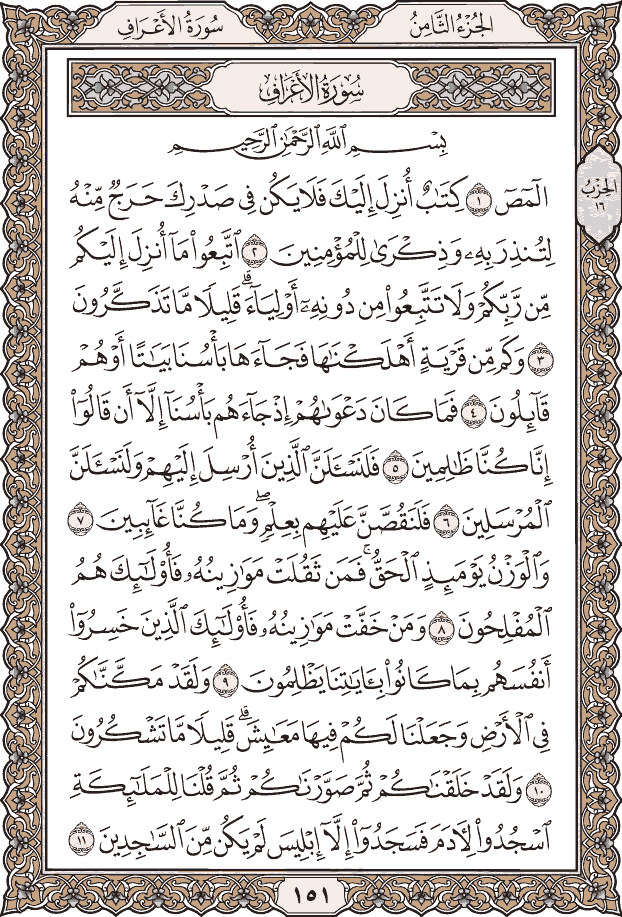 الجُزْءُ الثَّامِنُ
سُورَةُ الأَعْرَافِ
سُورَةُ الأَعْرَافِ
بِسْمِ اللَّهِ الرَّحْمَٰنِ الرَّحِيمِ
الٓمٓصٓ ١ كِتَٰبٌ أُنزِلَ إِلَيْكَ فَلَا يَكُن فِى صَدْرِكَ حَرَجٌ مِّنْهُ
الحِزْبُ
١٦
لِتُنذِرَ بِهِۦ وَذِكْرَىٰ لِلْمُؤْمِنِينَ ٢ ٱتَّبِعُوا۟ مَآ أُنزِلَ إِلَيْكُم
مِّن رَّبِّكُمْ وَلَا تَتَّبِعُوا۟ مِن دُونِهِۦٓ أَوْلِيَآءَ ۗ قَلِيلًا مَّا تَذَكَّرُونَ
٣ وَكَم مِّن قَرْيَةٍ أَهْلَكْنَٰهَا فَجَآءَهَا بَأْسُنَا بَيَٰتًا أَوْ هُمْ
قَآئِلُونَ ٤ فَمَا كَانَ دَعْوَىٰهُمْ إِذْ جَآءَهُم بَأْسُنَآ إِلَّآ أَن قَالُوٓا۟
إِنَّا كُنَّا ظَٰلِمِينَ ٥ فَلَنَسْـَٔلَنَّ ٱلَّذِينَ أُرْسِلَ إِلَيْهِمْ وَلَنَسْـَٔلَنَّ
ٱلْمُرْسَلِينَ ٦ فَلَنَقُصَّنَّ عَلَيْهِم بِعِلْمٍ ۖ وَمَا كُنَّا غَآئِبِينَ ٧
وَٱلْوَزْنُ يَوْمَئِذٍ ٱلْحَقُّ ۚ فَمَن ثَقُلَتْ مَوَٰزِينُهُۥ فَأُو۟لَٰٓئِكَ هُمُ
ٱلْمُفْلِحُونَ ٨ وَمَنْ خَفَّتْ مَوَٰزِينُهُۥ فَأُو۟لَٰٓئِكَ ٱلَّذِينَ خَسِرُوٓا۟
أَنفُسَهُم بِمَا كَانُوا۟ بِـَٔايَٰتِنَا يَظْلِمُونَ ٩ وَلَقَدْ مَكَّنَّٰكُمْ
فِى ٱلْأَرْضِ وَجَعَلْنَا لَكُمْ فِيهَا مَعَٰيِشَ ۗ قَلِيلًا مَّا تَشْكُرُونَ
١٠ وَلَقَدْ خَلَقْنَٰكُمْ ثُمَّ صَوَّرْنَٰكُمْ ثُمَّ قُلْنَا لِلْمَلَٰٓئِكَةِ
ٱسْجُدُوا۟ لِـَٔادَمَ فَسَجَدُوٓا۟ إِلَّآ إِبْلِيسَ لَمْ يَكُن مِّنَ ٱلسَّٰجِدِينَ ١١
١٥١